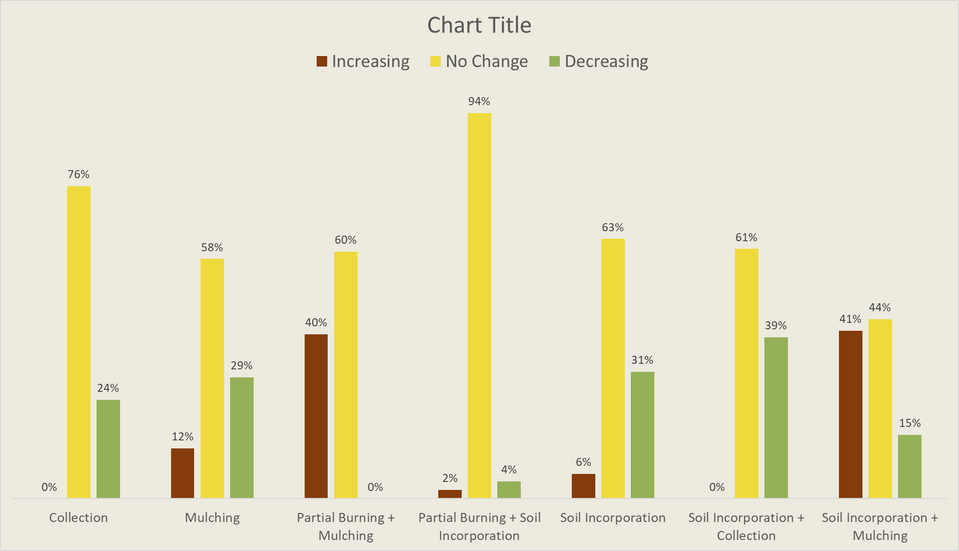 Chart Title
Increasing No Change Decreasing
0% 76% 24%
12% 58% 29%
40% 60% 0%
2% 94% 4%
6% 63% 31%
0% 61% 39%
41% 44% 15%
Collection
Mulching
Partial Burning +
Mulching
Partial Burning + Soil
Incorporation
Soil Incorporation
Soil Incorporation +
Collection
Soil Incorporation +
Mulching